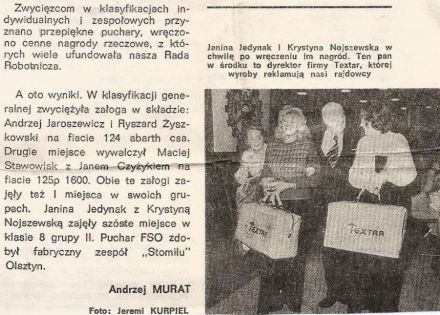 Zwycięzcom w klasyfikacjach in-
dywidualnych i zespołowych przy-
znano przepiękne puchary, wręczo-
no cenne nagrody rzeczowe, z któ-
rych wiele ufundowała nasza Rada
Robotnicza.
A oto wyniki. W klasyfikacji gene-
ralnej zwyciężyła załoga w składzie:
Andrzej Jaroszewicz i Ryszard Żysz-
kowski na fiacie 124 abarth csa.
Drugie miejsce wywalczył Maciej
Stawowiak z Janem Czyżykiem na
fiacie 125p 1600. Obie te załogi za-
jęły też I miejsca w swoich gru-
pach. Janina Jedynak z Krystyną
Nojszewską zajęły szóste miejsce w
klasie 8 grupy II. Puchar FSO zdo-
był fabryczny zespół „Stomilu"
Olsztyn.
Andrzej MURAT
Foto: Jeremi KURPIEL
Janina Jedynak i Krystyna Nojszewska w
chwilę po wręczeniu im nagród. Ten pan
w środku to dyrektor firmy Textar, której
wyroby reklamują nasi rajdowcy
TEXTAR
TEXTAR